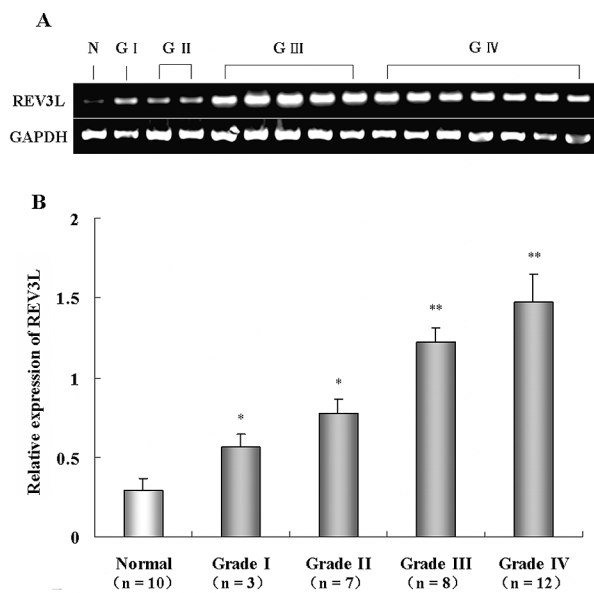 A
N G I G II G III G IV
REV3L
GAPDH
B
Relative expression of REV3L
2
1.5
1
0.5
0
* * ** **
Normal Grade I Grade II Grade III Grade IV
(n = 10) (n = 3) (n = 7) (n = 8) (n = 12)